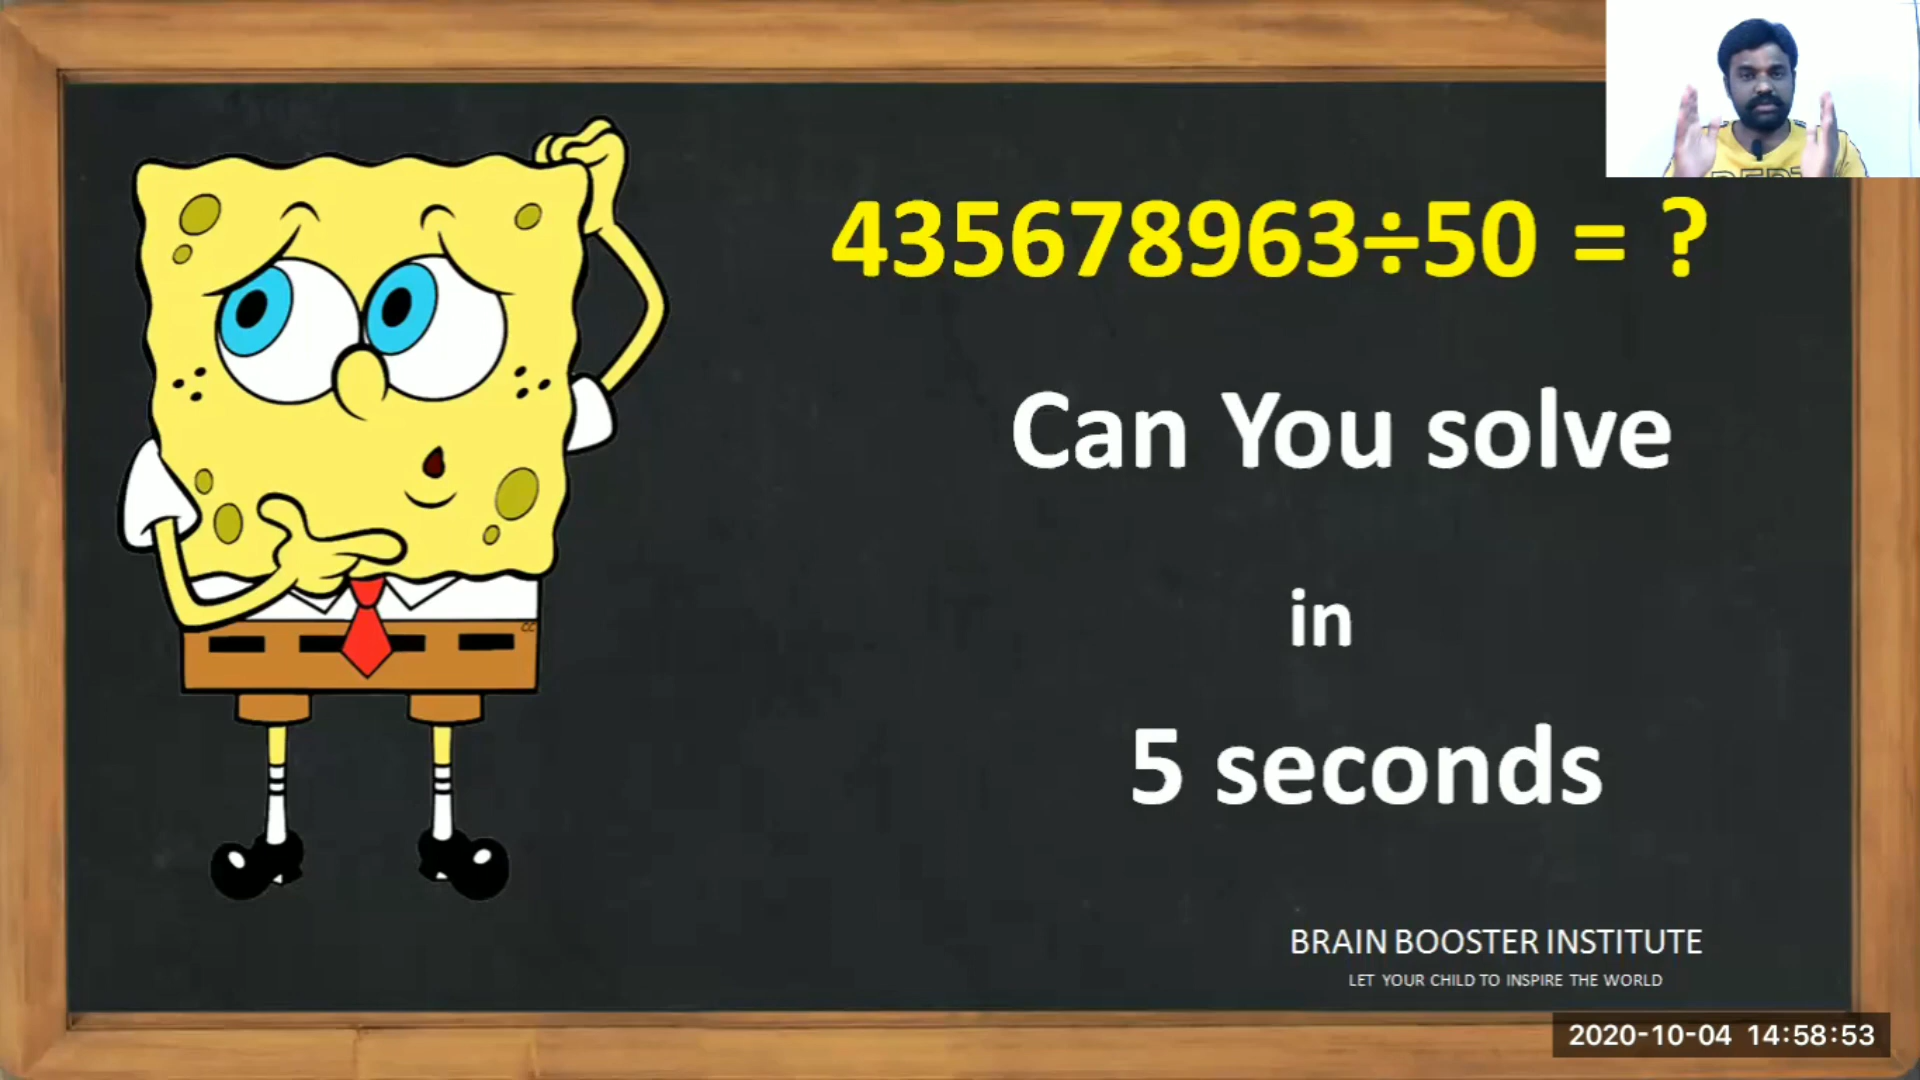 435678963÷50 = ?
Can You solve
in
5 seconds
BRAIN BOOSTER INSTITUTE
LET YOUR CHILD TO INSPIRE THE WORLD
2020-10-04 14:58:53